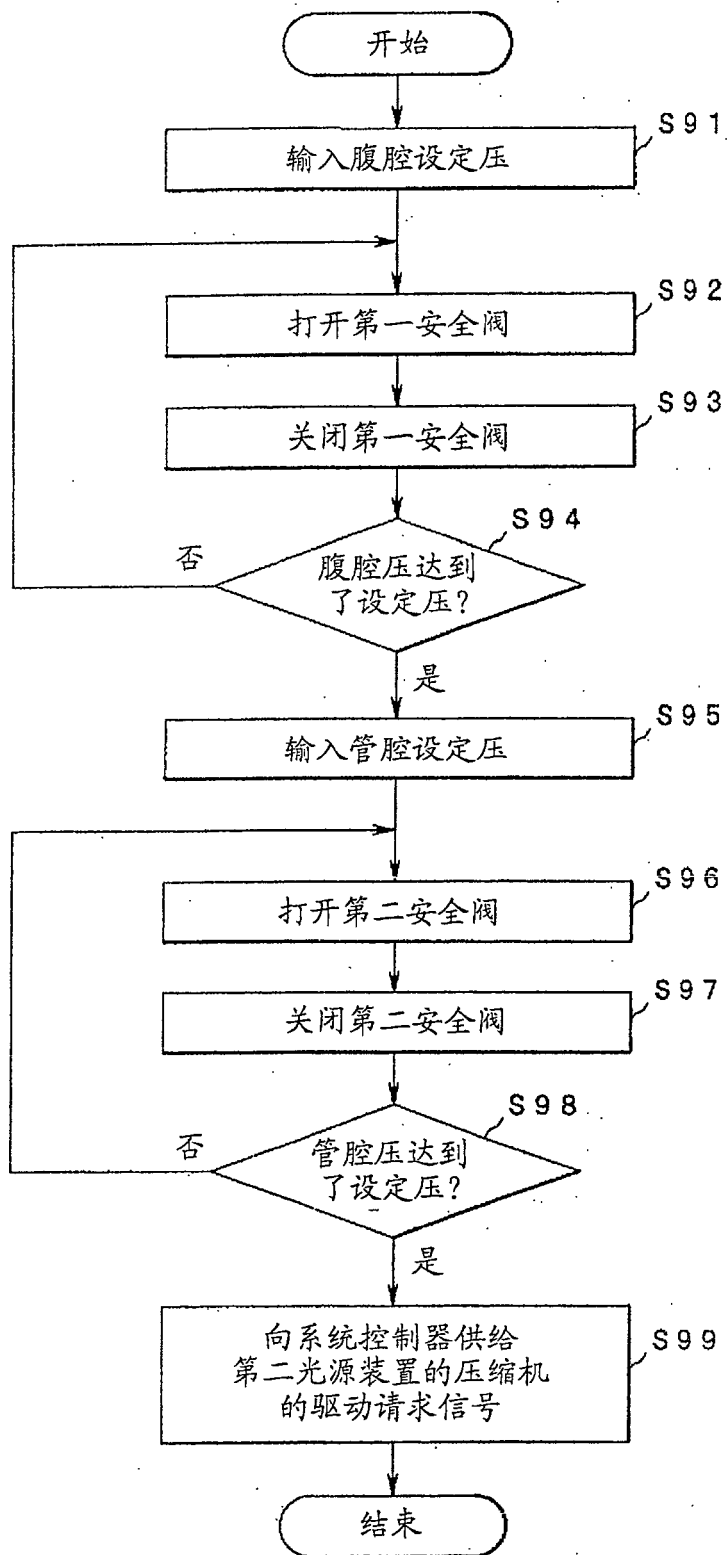 开始
S91
输入腹腔设定压
S92
打开第一安全阀
S93
关闭第一安全阀
S94
否
腹腔压达到
了设定压？
是
S95
输入管腔设定压
S96
打开第二安全阀
S97
关闭第二安全阀
S98
否
管腔压达到
了设定压？
是
S99
向系统控制器供给
第二光源装置的压缩机
的驱动请求信号
结束